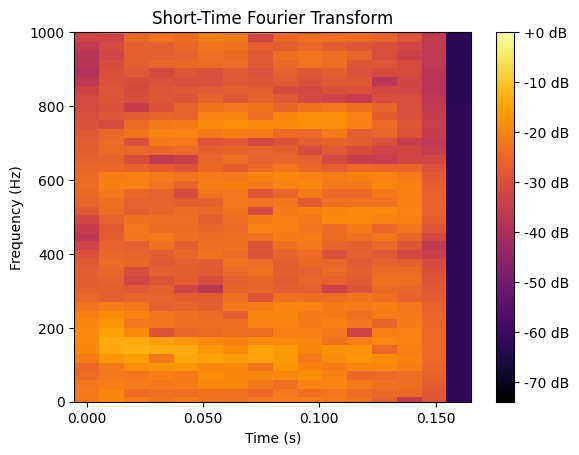 Short-Time Fourier Transform
1000
800
600
400
200
0
Frequency (Hz)
0.000
0.050
0.100
0.150
Time (s)
+0 dB
-10 dB
-20 dB
-30 dB
-40 dB
-50 dB
-60 dB
-70 dB